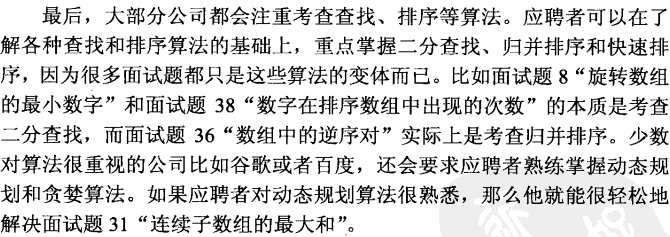 最后，大部分公司都会注重考查查找、排序等算法。应聘者可以在了
解各种查找和排序算法的基础上，重点掌握二分查找、归并排序和快速排
序，因为很多面试题都只是这些算法的变体而已。比如面试题 8“旋转数组
的最小数字”和面试题 38“数字在排序数组中出现的次数”的本质是考查
二分查找，而面试题 36“数组中的逆序对”实际上是考查归并排序。少数
对算法很重视的公司比如谷歌或者百度，还会要求应聘者熟练掌握动态规
划和贪婪算法。如果应聘者对动态规划算法很熟悉，那么他就能很轻松地
解决面试题 31“连续子数组的最大和”。